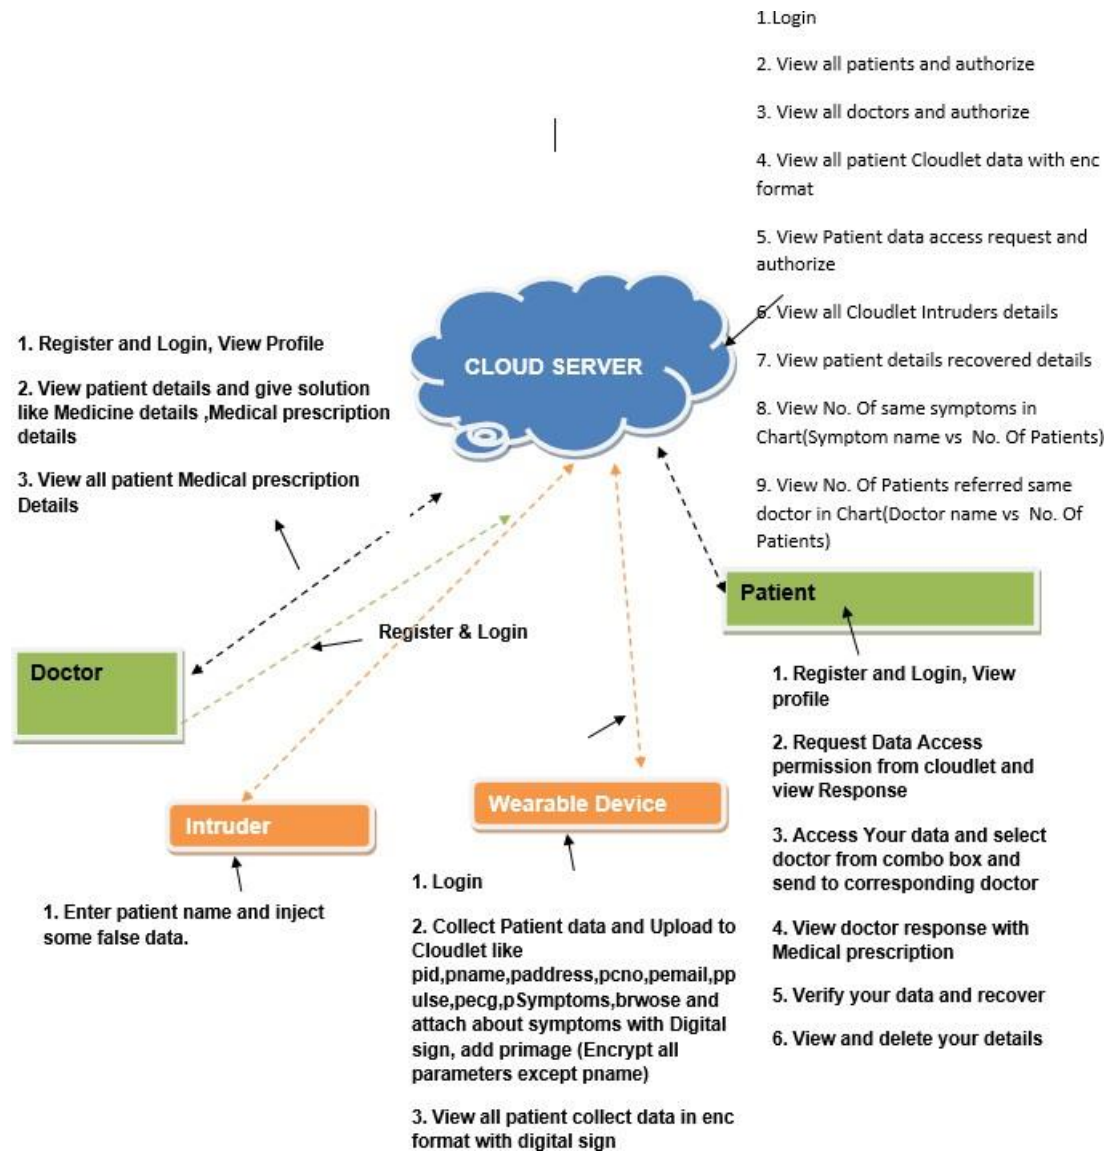 1.Login
2. View all patients and authorize
3. View all doctors and authorize
4. View all patient Cloudlet data with enc
format
5. View Patient data access request and
authorize
6. View all Cloudlet Intruders details
7. View patient details recovered details
8. View No. Of same symptoms in
Chart(Symptom name vs No. Of Patients)
9. View No. Of Patients referred same
doctor in Chart(Doctor name vs No. Of
Patients)
CLOUD SERVER
1. Register and Login, View Profile
2. View patient details and give solution
like Medicine details ,Medical prescription
details
3. View all patient Medical prescription
Details
Register & Login
Doctor
Patient
1. Register and Login, View
profile
2. Request Data Access
permission from cloudlet and
view Response
3. Access Your data and select
doctor from combo box and
send to corresponding doctor
4. View doctor response with
Medical prescription
5. Verify your data and recover
6. View and delete your details
Intruder
1. Enter patient name and inject
some false data.
Wearable Device
1. Login
2. Collect Patient data and Upload to
Cloudlet like
pid,pname,paddress,pcno,pemail,pp
ulse,pecg,pSymptoms,brwose and
attach about symptoms with Digital
sign, add primage (Encrypt all
parameters except pname)
3. View all patient collect data in enc
format with digital sign